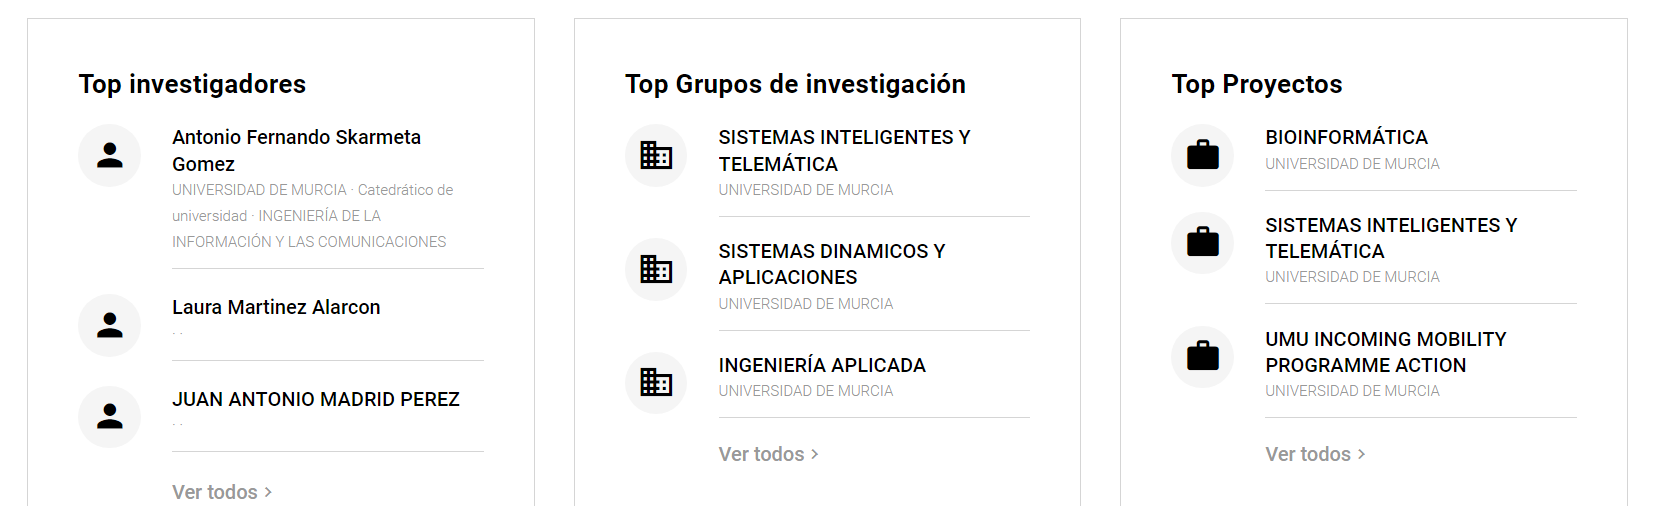 Top investigadores
Antonio Fernando Skarmeta
Gomez
UNIVERSIDAD DE MURCIA · Catedrático de
universidad · INGENIERÍA DE LA
INFORMACIÓN Y LAS COMUNICACIONES
Laura Martinez Alarcon
· ·
JUAN ANTONIO MADRID PEREZ
· ·
Ver todos >
Top Grupos de investigación
SISTEMAS INTELIGENTES Y
TELEMÁTICA
UNIVERSIDAD DE MURCIA
SISTEMAS DINAMICOS Y
APLICACIONES
UNIVERSIDAD DE MURCIA
INGENIERÍA APLICADA
UNIVERSIDAD DE MURCIA
Ver todos >
Top Proyectos
BIOINFORMÁTICA
UNIVERSIDAD DE MURCIA
SISTEMAS INTELIGENTES Y
TELEMÁTICA
UNIVERSIDAD DE MURCIA
UMU INCOMING MOBILITY
PROGRAMME ACTION
UNIVERSIDAD DE MURCIA
Ver todos >